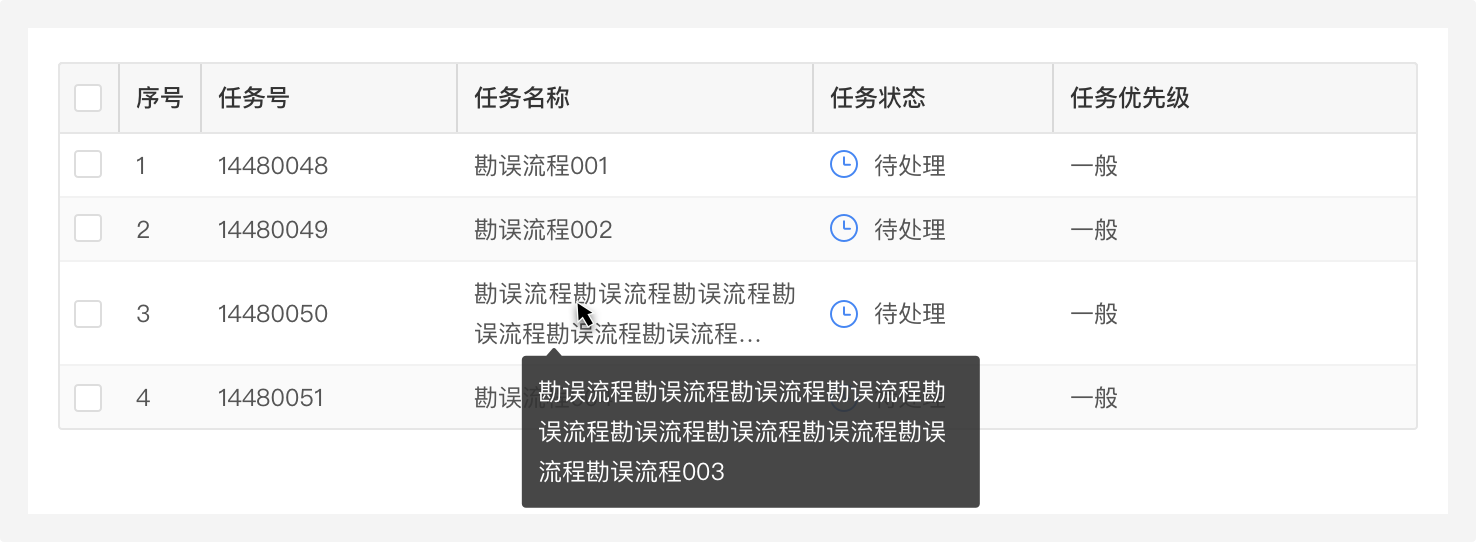 序号 任务号 任务名称 任务状态 任务优先级
1 14480048 勘误流程001 待处理 一般
2 14480049 勘误流程002 待处理 一般
勘误流程勘误流程勘误流程勘
3 14480050 待处理 一般
误流程勘误流程勘误流程...
4 14480051 勘误流 待处理 一般
勘误流程勘误流程勘误流程勘误流程勘
误流程勘误流程勘误流程勘误流程勘误
流程勘误流程003